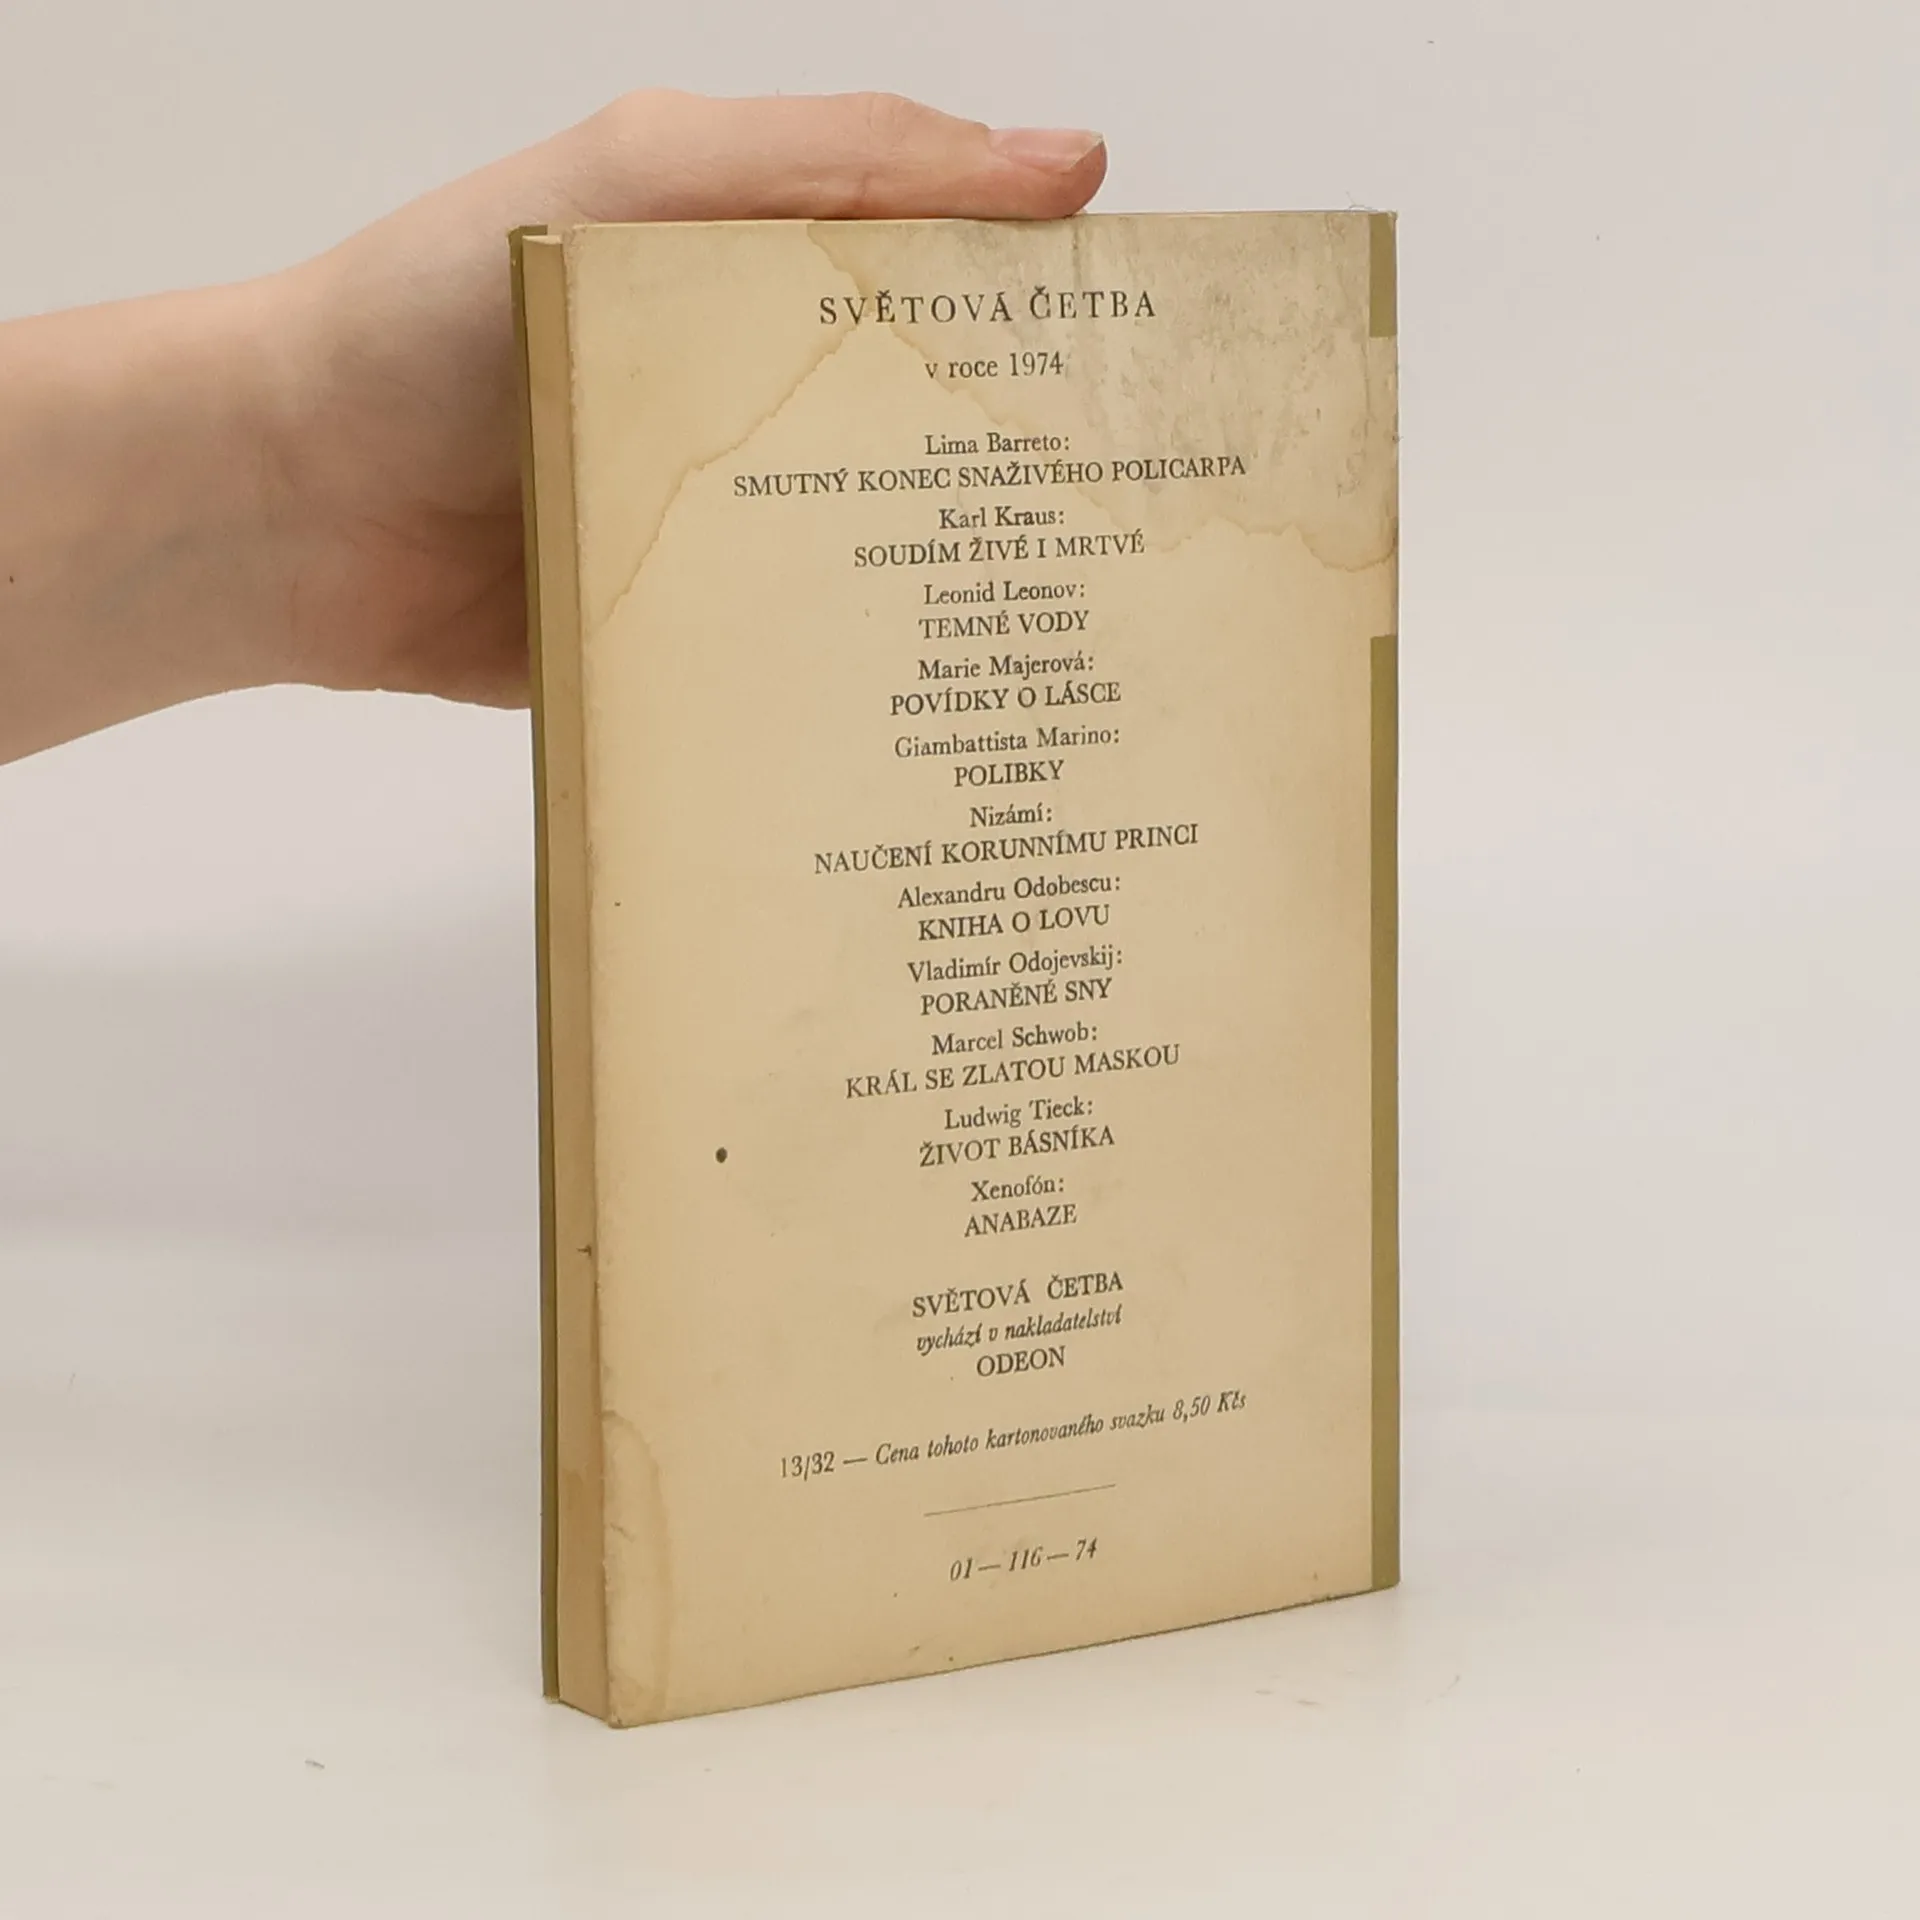 SVĚTOVÁ ČETBA
v roce 1974
Lima Barreto:
SMUTNÝ KONEC SNAŽIVÉHO POLICARPA
Karl Kraus:
SOUDÍM ŽIVÉ I MRTVÉ
Leonid Leonov:
TEMNÉ VODY
Marie Majerová:
POVÍDKY O LÁSCE
Giambattista Marino:
POLIBKY
Nizámí:
NAUČENÍ KORUNNÍMU PRINCI
Alexandru Odobescu:
KNIHA O LOVU
Vladimír Odojevskij:
PORANĚNÉ SNY
Marcel Schwob:
KRÁL SE ZLATOU MASKOU
Ludwig Tieck:
ŽIVOT BÁSNÍKA
Xenofón:
ANABAZE
SVĚTOVÁ ČETBA
vychází v nakladatelství
ODEON
13/32 — Cena tohoto kartonovaného svazku 8,50 Kčs
01 — 116 — 74